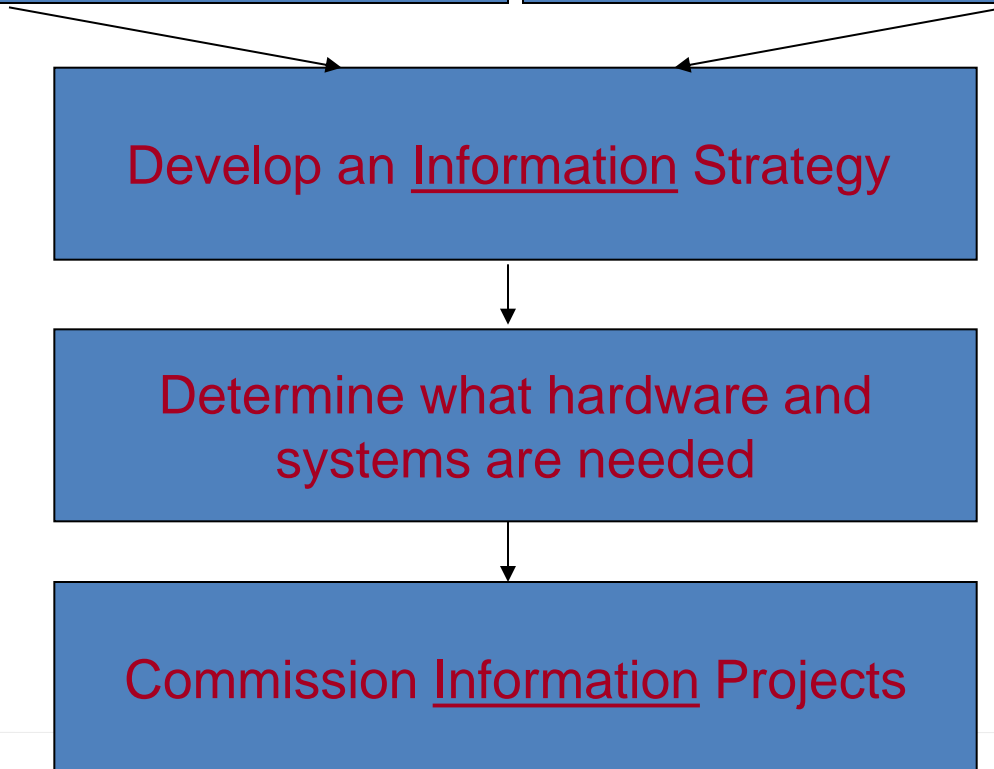 Develop an Information Strategy
Determine what hardware and
systems are needed
Commission Information Projects